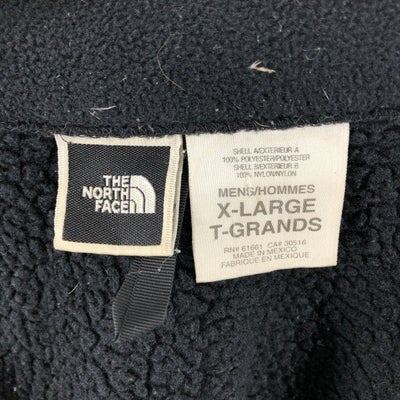 THE
NORTH
FACE
SHELL A/EXTERIEUR A
100% POLYESTER/POLYESTER
SHELL B/EXTERIEUR B
100% NYLON/NYLON
MENS/HOMMES
X-LARGE
T-GRANDS
RN# 61661 CA# 30516
MADE IN MEXICO
FABRIQUE EN MEXIQUE